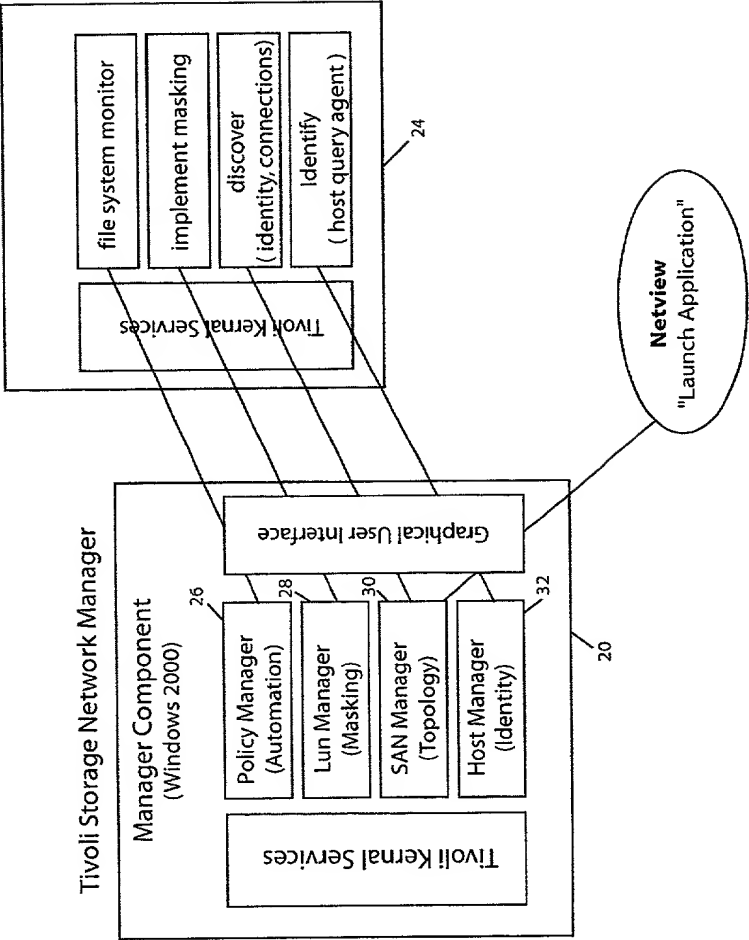 Tivoli Storage Network Manager
Manager Component
(Windows 2000)
Tivoli Kernal Services
Policy Manager
(Automation)
26
Lun Manager
(Masking)
28
SAN Manager
(Topology)
30
Host Manager
(Identity)
32
Graphical User Interface
20
Tivoli Kernal Services
file system monitor
implement masking
discover
( identity, connections)
Identify
( host query agent )
24
Netview
"Launch Application"